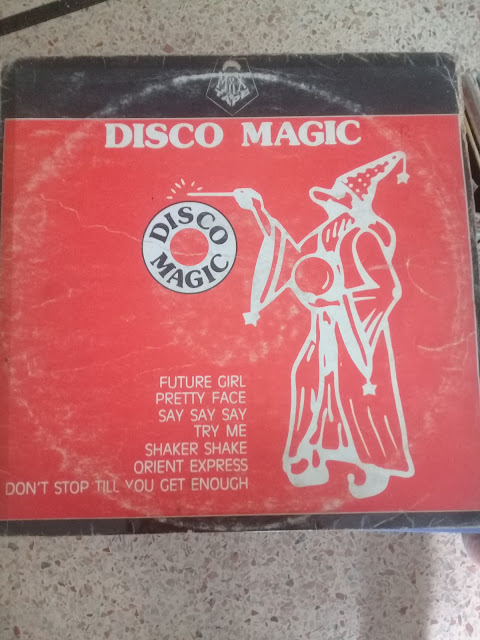 DISCO MAGIC
DISCO
MAGIC
FUTURE GIRL
PRETTY FACE
SAY SAY SAY
TRY ME
SHAKER SHAKE
ORIENT EXPRESS
DON'T STOP TILL YOU GET ENOUGH